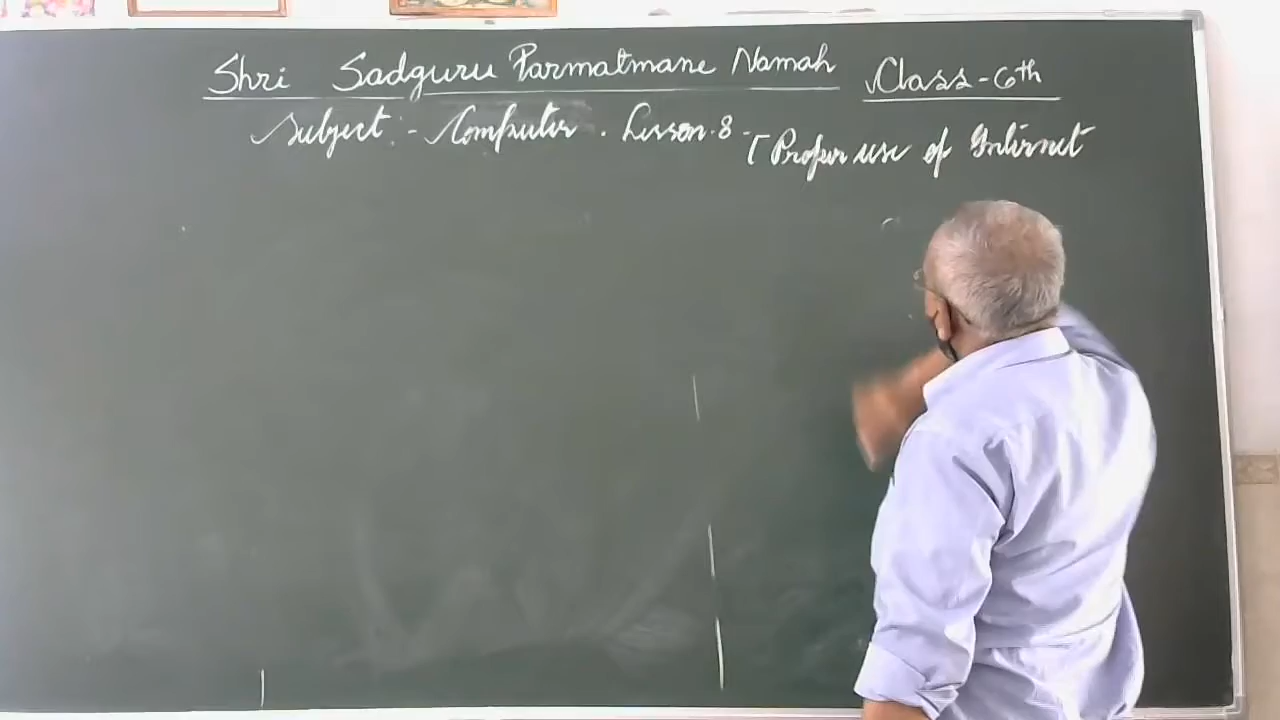 Shri Sadguru Parmatmane Namah Class - 6th
Subject :- Computer . Lesson.8 - [Proper use of Internet